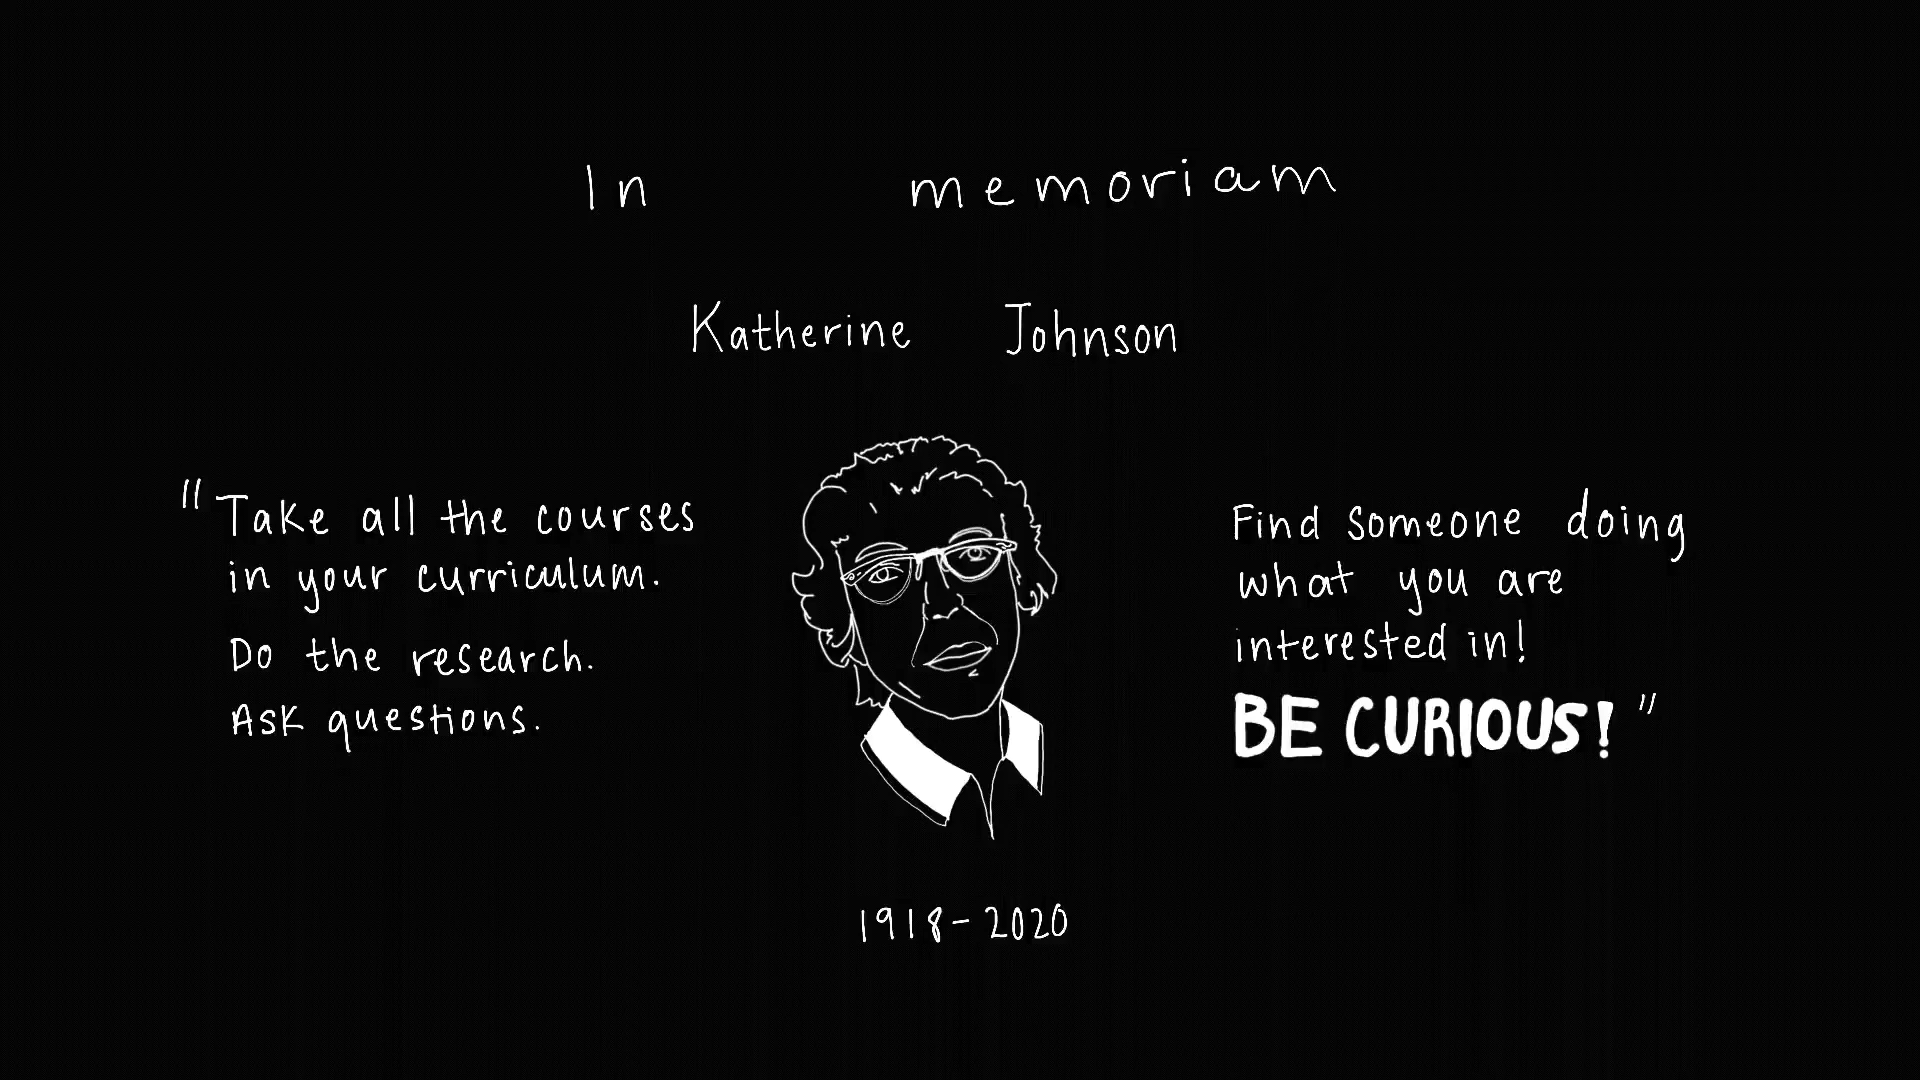 In memoriam
Katherine Johnson
"Take all the courses
in your curriculum.
Do the research.
Ask questions.
Find someone doing
what you are
interested in!
BE CURIOUS!"
1918-2020